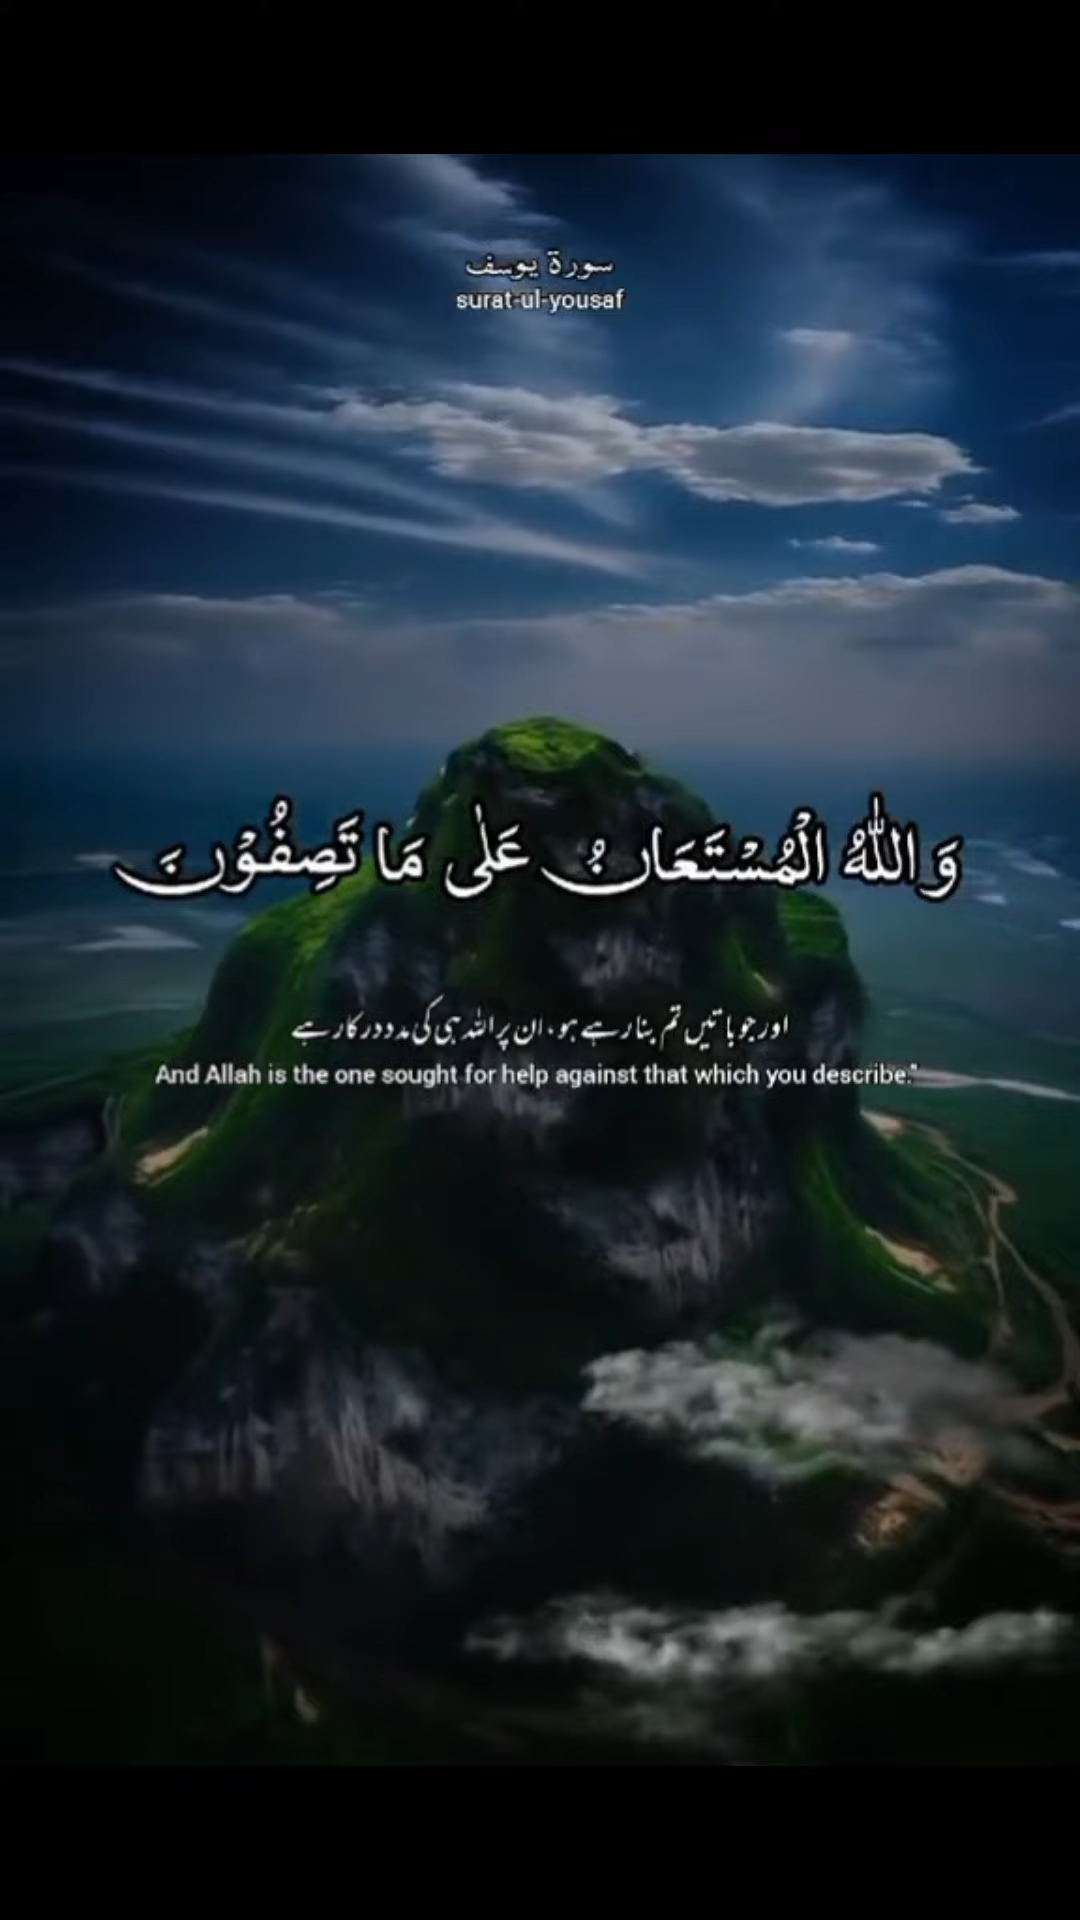 سورة يوسف
surat-ul-yousaf
وَاللّٰهُ الْمُسْتَعَانُ عَلٰى مَا تَصِفُوْنَ
اور جو باتیں تم بنا رہے ہو، ان پر اللہ ہی کی مدد درکار ہے
And Allah is the one sought for help against that which you describe."